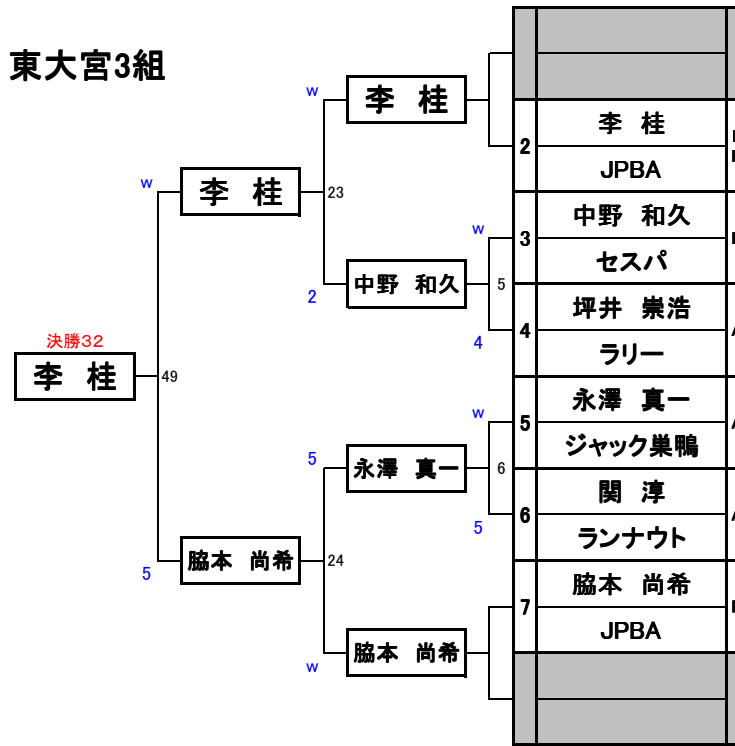 東大宮3組
w
李 桂
2
李 桂
JPBA
w
李 桂
23
w
3
中野 和久
セスパ
2
中野 和久
5
4
4
坪井 崇浩
ラリー
決勝32
李 桂
49
w
5
永澤 真一
ジャック巣鴨
5
永澤 真一
6
5
6
関 淳
ランナウト
5
脇本 尚希
24
7
脇本 尚希
JPBA
w
脇本 尚希